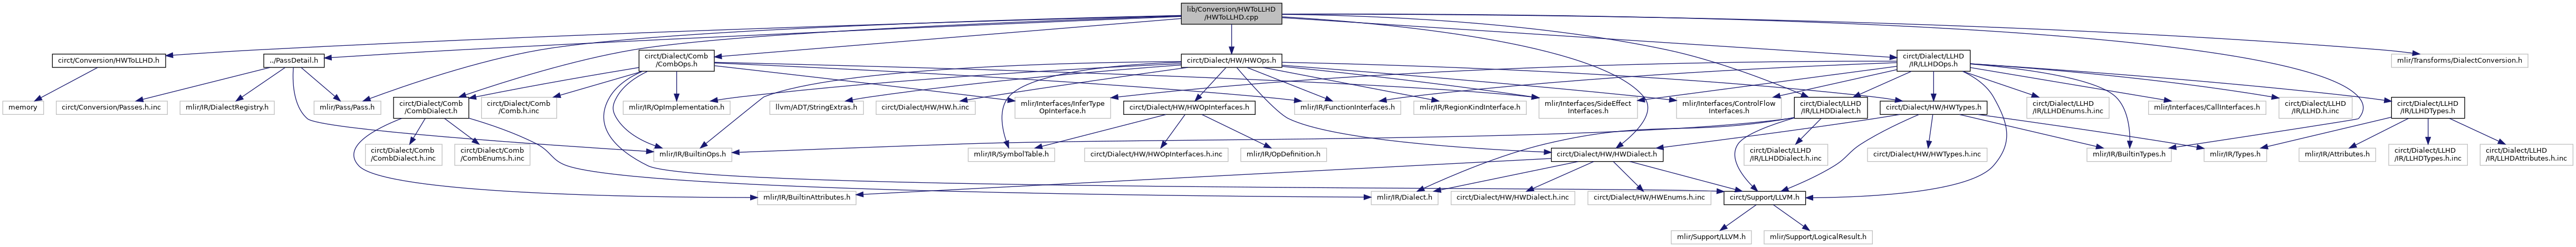 lib/Conversion/HWToLLHD
/HWToLLHD.cpp
circt/Conversion/HWToLLHD.h
../PassDetail.h
circt/Dialect/Comb
/CombOps.h
circt/Dialect/HW/HWOps.h
circt/Dialect/LLHD
/IR/LLHDOps.h
mlir/Transforms/DialectConversion.h
memory
circt/Conversion/Passes.h.inc
mlir/IR/DialectRegistry.h
mlir/Pass/Pass.h
circt/Dialect/Comb
/CombDialect.h
circt/Dialect/Comb
/Comb.h.inc
mlir/IR/OpImplementation.h
llvm/ADT/StringExtras.h
circt/Dialect/HW/HW.h.inc
mlir/Interfaces/InferType
OpInterface.h
circt/Dialect/HW/HWOpInterfaces.h
mlir/IR/FunctionInterfaces.h
mlir/IR/RegionKindInterface.h
mlir/Interfaces/SideEffect
Interfaces.h
mlir/Interfaces/ControlFlow
Interfaces.h
circt/Dialect/LLHD
/IR/LLHDDialect.h
circt/Dialect/HW/HWTypes.h
circt/Dialect/LLHD
/IR/LLHDEnums.h.inc
mlir/Interfaces/CallInterfaces.h
circt/Dialect/LLHD
/IR/LLHD.h.inc
circt/Dialect/LLHD
/IR/LLHDTypes.h
circt/Dialect/Comb
/CombDialect.h.inc
circt/Dialect/Comb
/CombEnums.h.inc
mlir/IR/BuiltinOps.h
mlir/IR/SymbolTable.h
circt/Dialect/HW/HWOpInterfaces.h.inc
mlir/IR/OpDefinition.h
circt/Dialect/HW/HWDialect.h
circt/Dialect/LLHD
/IR/LLHDDialect.h.inc
circt/Dialect/HW/HWTypes.h.inc
mlir/IR/BuiltinTypes.h
mlir/IR/Types.h
mlir/IR/Attributes.h
circt/Dialect/LLHD
/IR/LLHDTypes.h.inc
circt/Dialect/LLHD
/IR/LLHDAttributes.h.inc
mlir/IR/BuiltinAttributes.h
mlir/IR/Dialect.h
circt/Dialect/HW/HWDialect.h.inc
circt/Dialect/HW/HWEnums.h.inc
circt/Support/LLVM.h
mlir/Support/LLVM.h
mlir/Support/LogicalResult.h